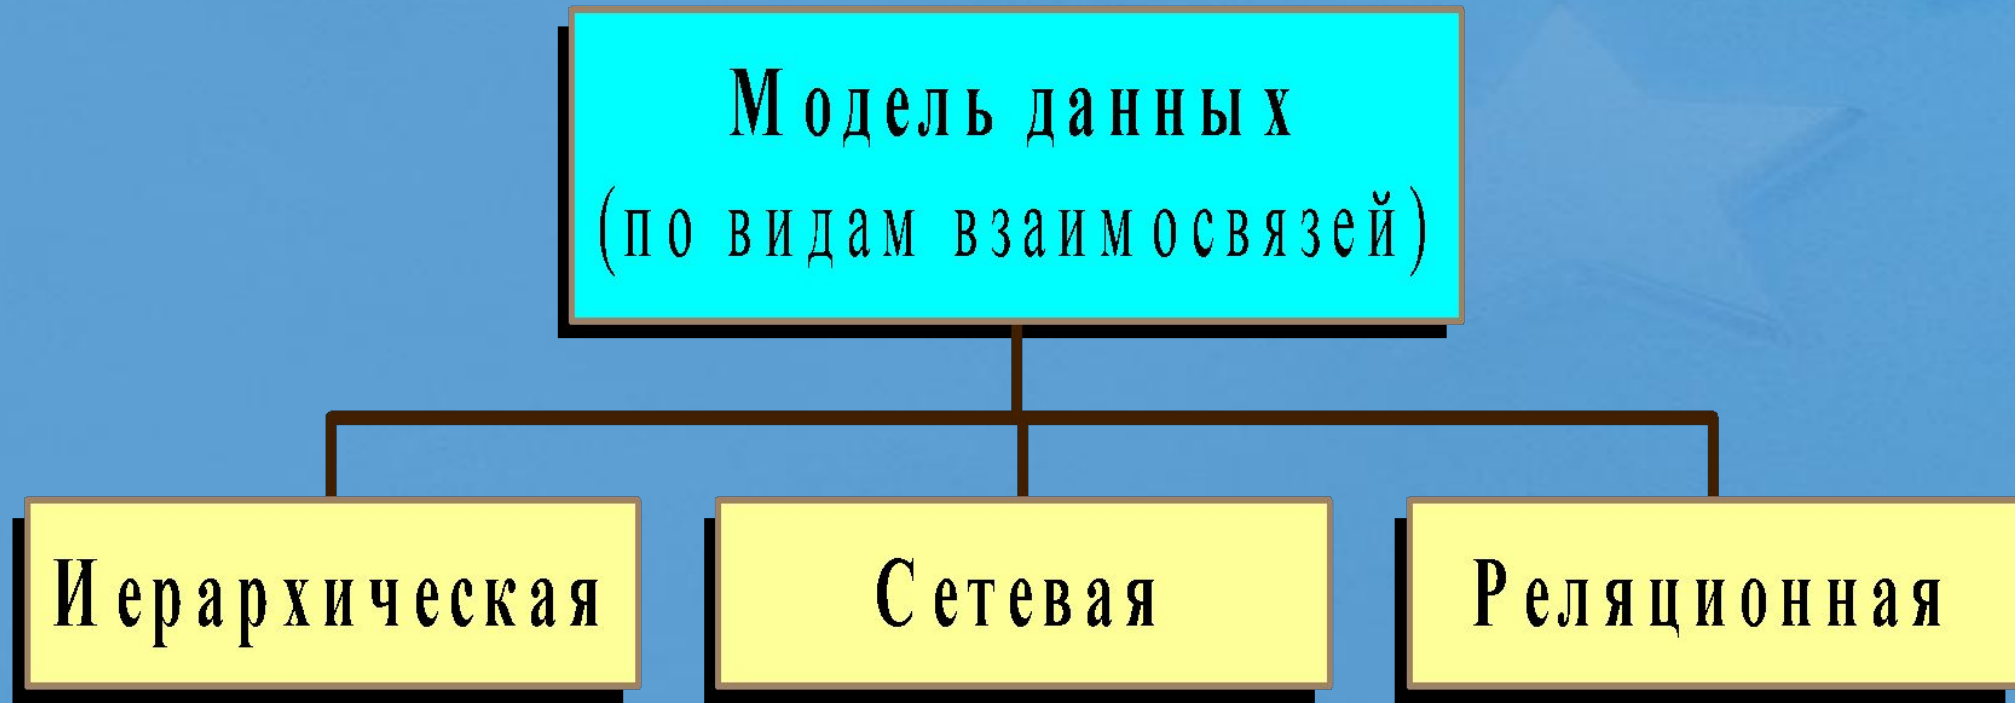 Модель данных
(по видам взаимосвязей)
Иерархическая
Сетевая
Реляционная